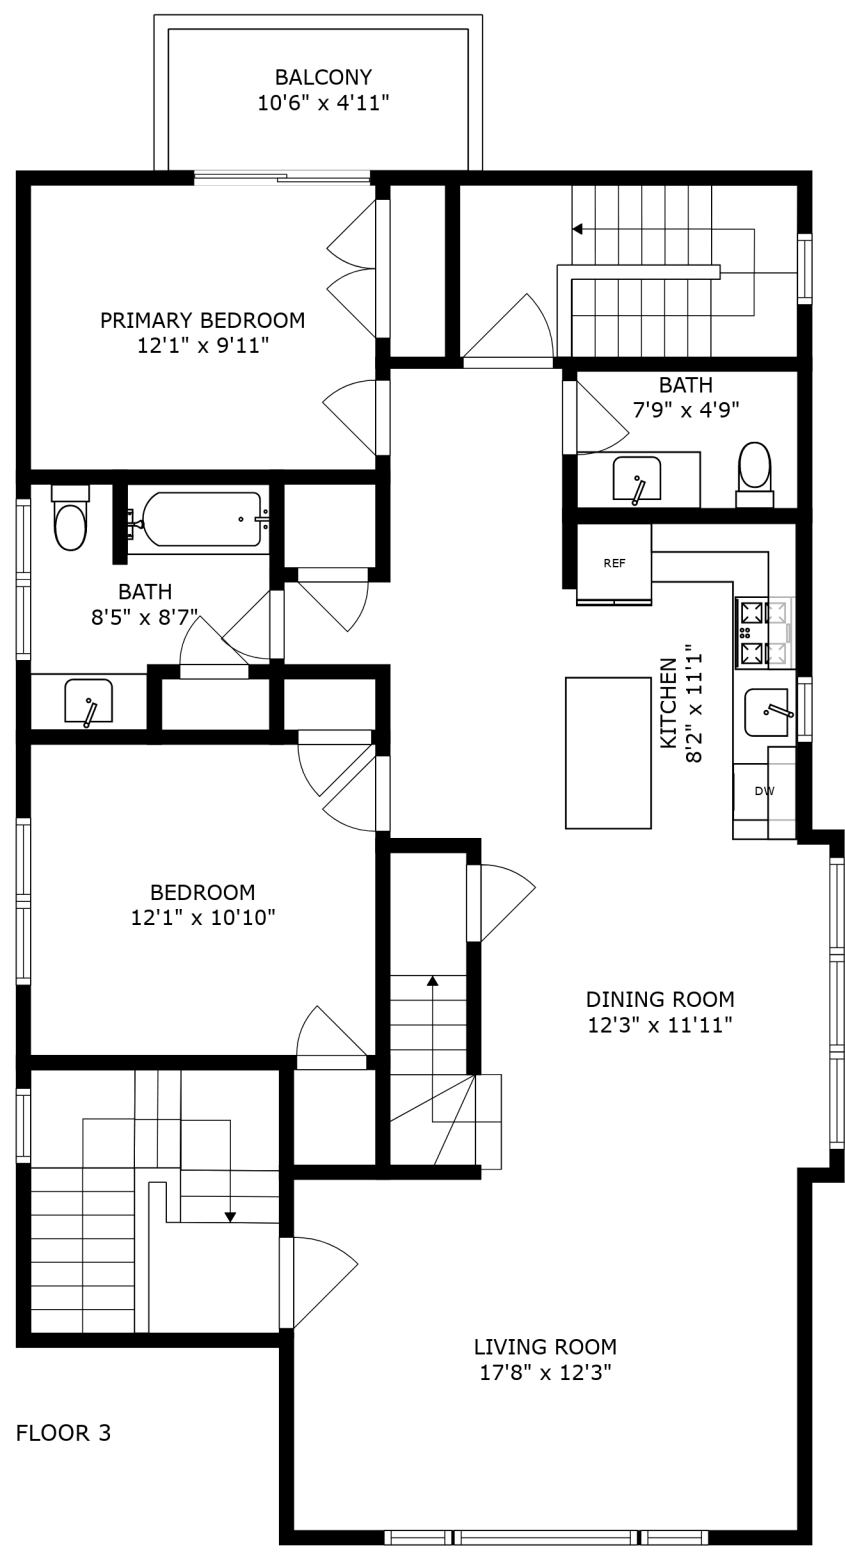 BALCONY
10'6" x 4'11"
PRIMARY BEDROOM
12'1" x 9'11"
BATH
7'9" x 4'9"
REF
BATH
8'5" x 8'7"
KITCHEN
8'2" x 11'1"
DW
BEDROOM
12'1" x 10'10"
DINING ROOM
12'3" x 11'11"
LIVING ROOM
17'8" x 12'3"
FLOOR 3